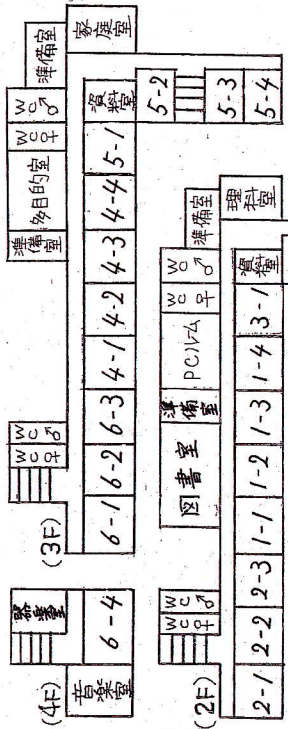 (4F)
器楽室
音楽室
6-4
(3F)
WC♀
WC♂
準備室
多目的室
WC♀
WC♂
準備室
家庭室
6-1
6-2
6-3
4-1
4-2
4-3
4-4
5-1
資料室
5-2
5-3
5-4
(2F)
WC♀
WC♂
図書室
準備室
PCルーム
WC♀
WC♂
準備室
理科室
2-1
2-2
2-3
1-1
1-2
1-3
1-4
3-1
資料室